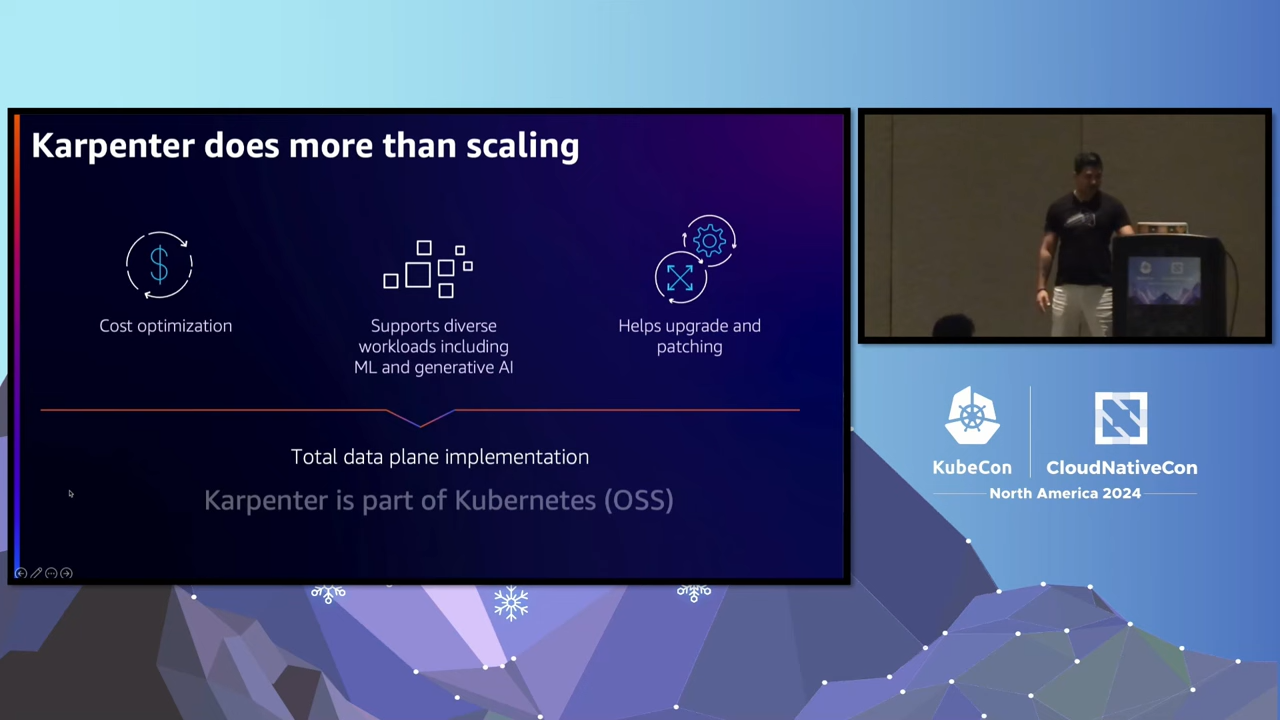 Karpenter does more than scaling
Cost optimization
Supports diverse
workloads including
ML and generative AI
Helps upgrade and
patching
Total data plane implementation
Karpenter is part of Kubernetes (OSS)
KubeCon
CloudNativeCon
North America 2024